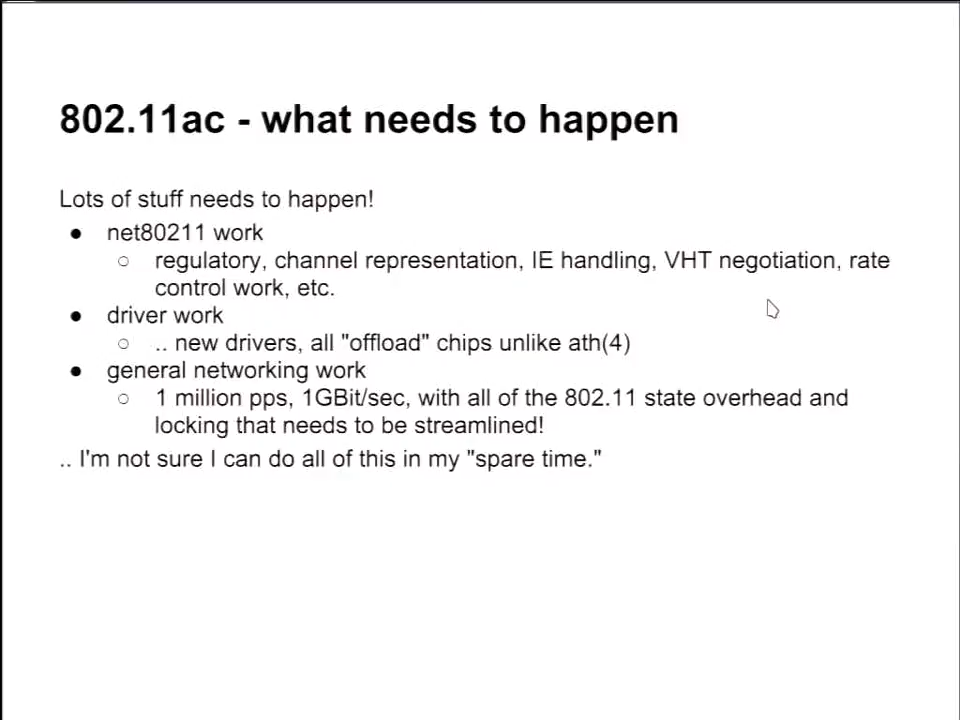 802.11ac - what needs to happen
Lots of stuff needs to happen!
● net80211 work
○ regulatory, channel representation, IE handling, VHT negotiation, rate
control work, etc.
● driver work
○ .. new drivers, all "offload" chips unlike ath(4)
● general networking work
○ 1 million pps, 1GBit/sec, with all of the 802.11 state overhead and
locking that needs to be streamlined!
.. I'm not sure I can do all of this in my "spare time."